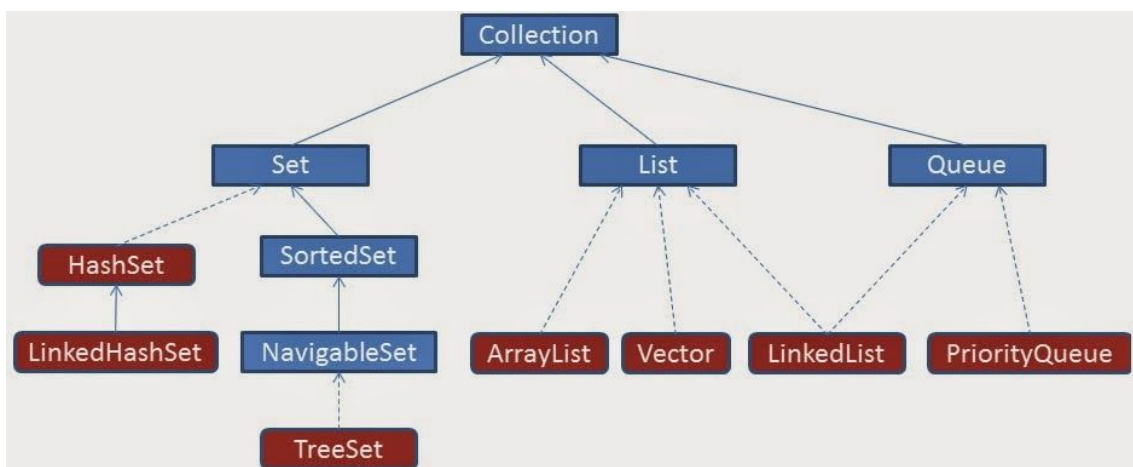 Collection
Set
List
Queue
HashSet
SortedSet
LinkedHashSet
NavigableSet
ArrayList
Vector
LinkedList
PriorityQueue
TreeSet